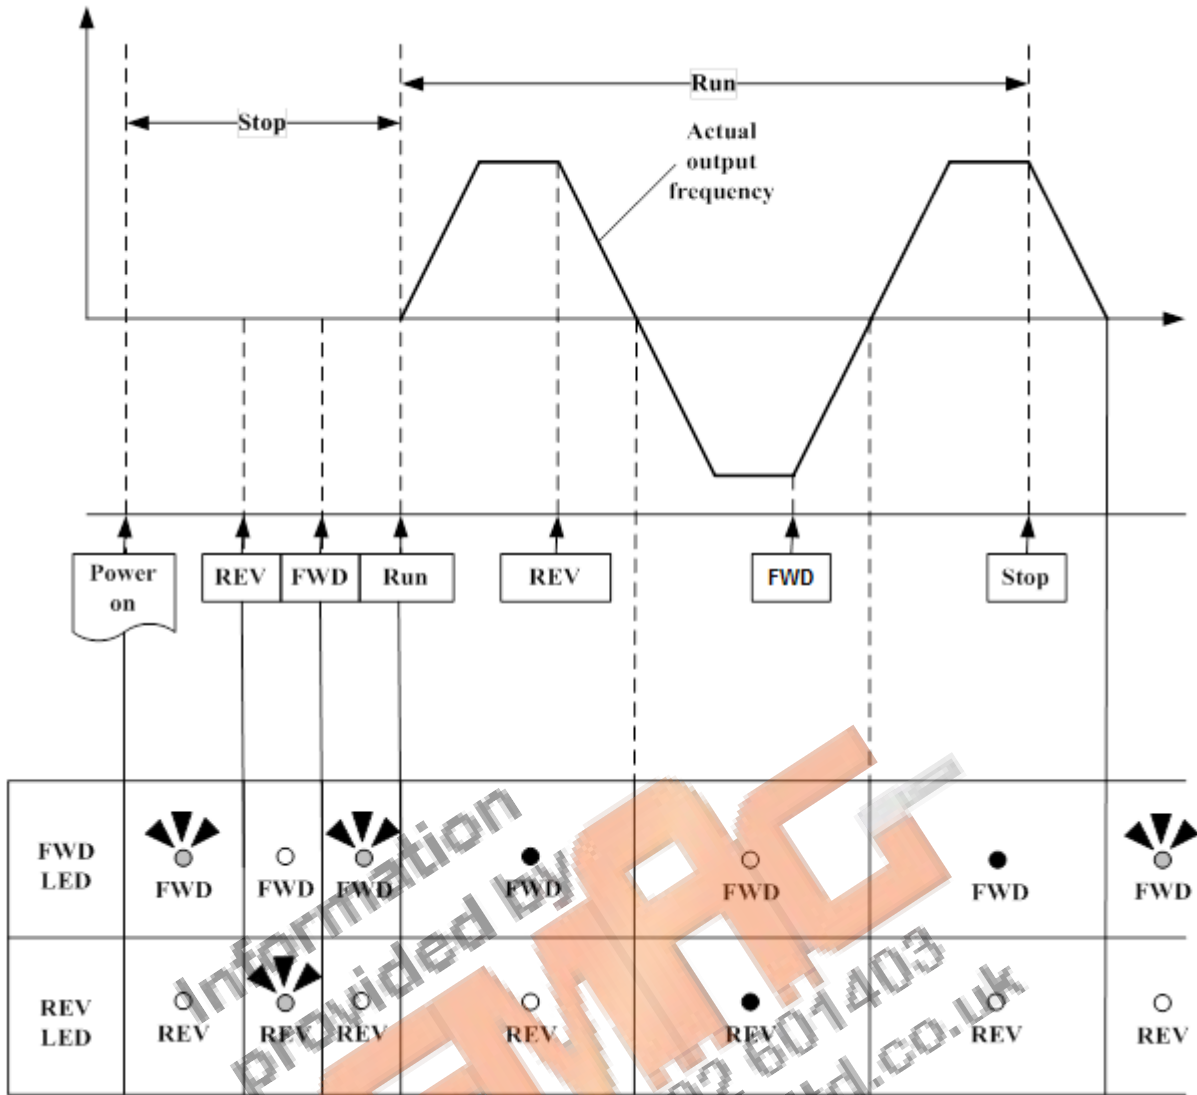 Run
Stop
Actual
output
frequency
Power
on
REV
FWD
Run
REV
FWD
Stop
FWD
LED
FWD
FWD
FWD
FWD
FWD
FWD
FWD
REV
LED
REV
REV
REV
REV
REV
REV
REV
Information
provided by
601403
.co.uk